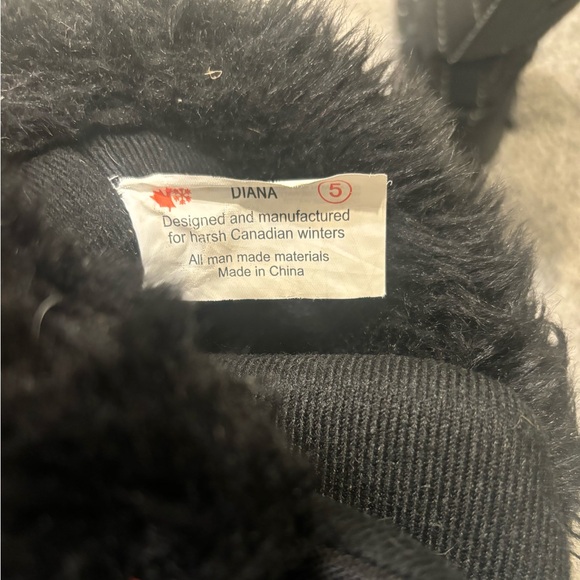 DIANA 5
Designed and manufactured
for harsh Canadian winters
All man made materials
Made in China